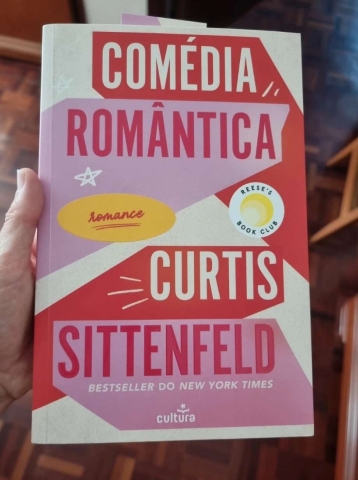 COMÉDIA
ROMÂNTICA
romance
REESE'S
BOOK CLUB
CURTIS
SITTENFELD
BESTSELLER DO NEW YORK TIMES
cultura